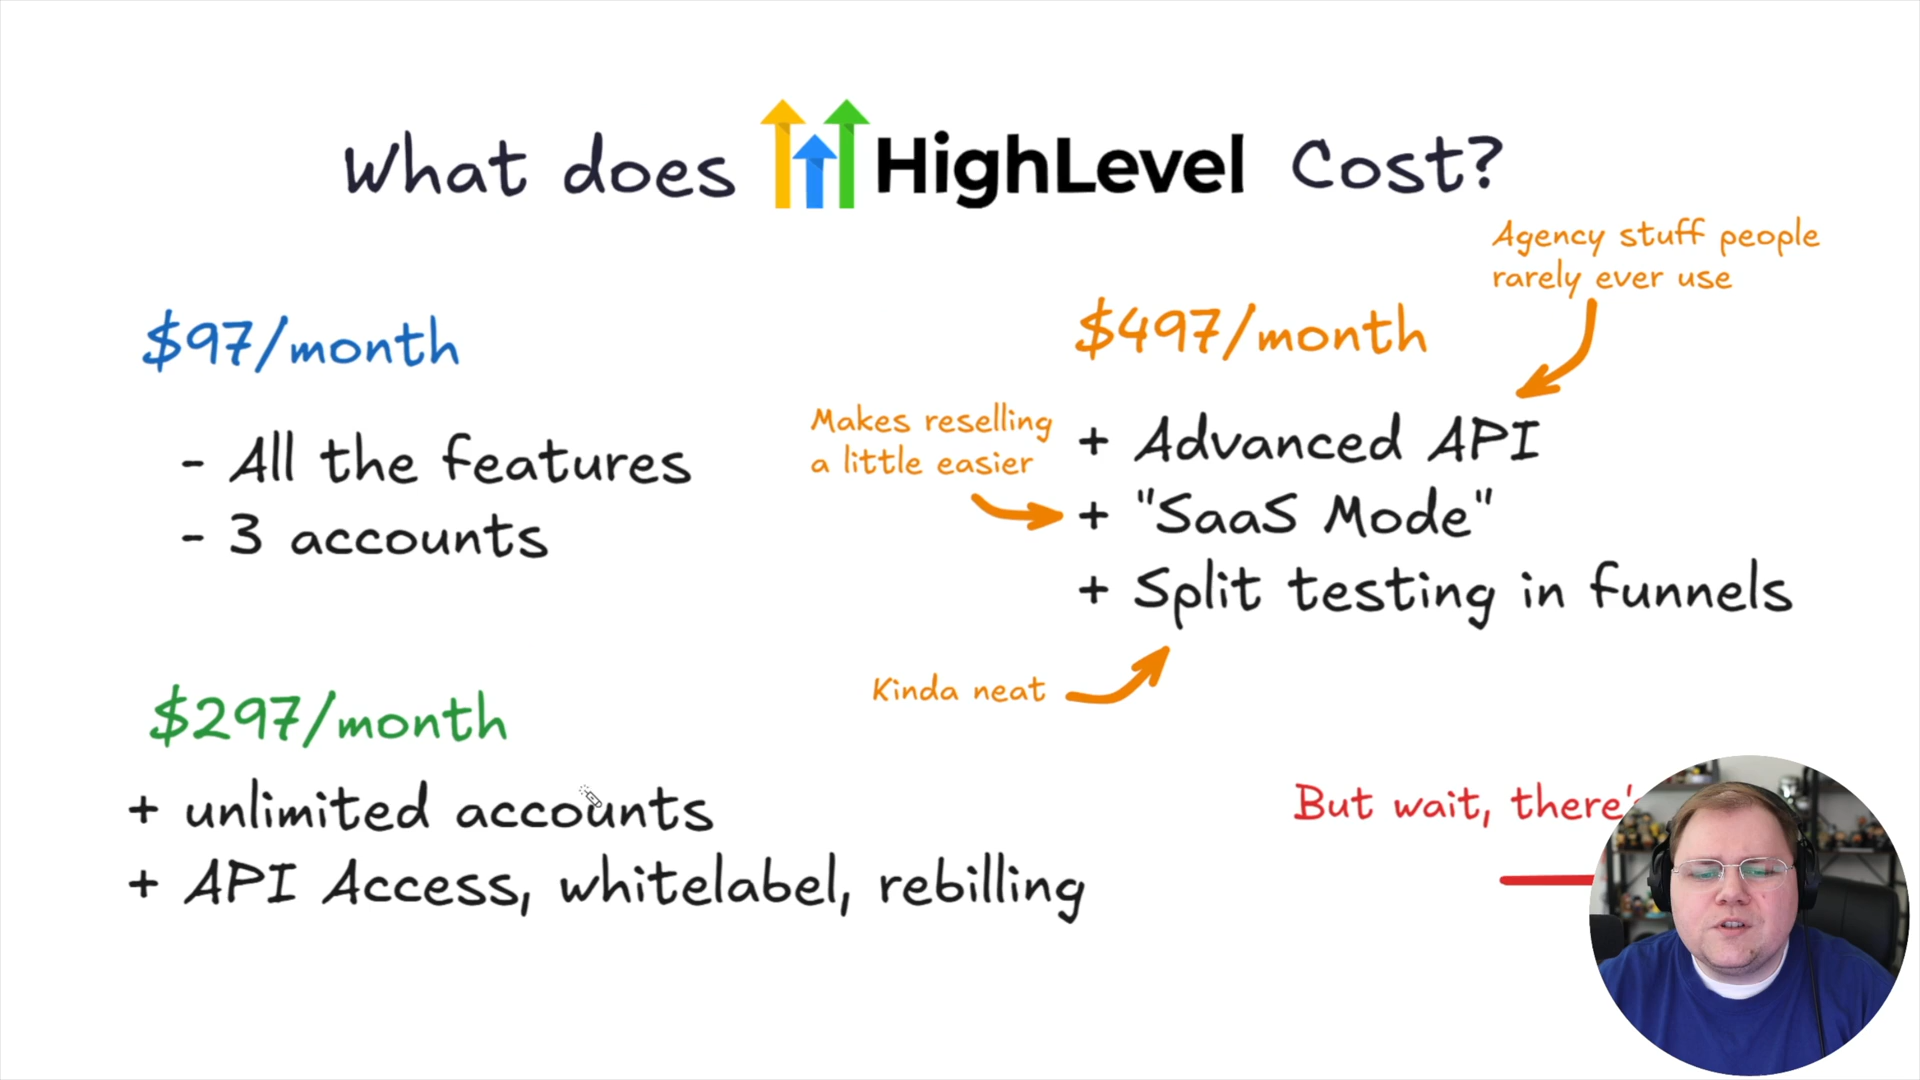 What does HighLevel Cost?
Agency stuff people
rarely ever use
$97/month
- All the features
- 3 accounts
$497/month
Makes reselling
a little easier
+ Advanced API
+ "SaaS Mode"
+ Split testing in funnels
Kinda neat
$297/month
+ unlimited accounts
+ API Access, whitelabel, rebilling
But wait, there'